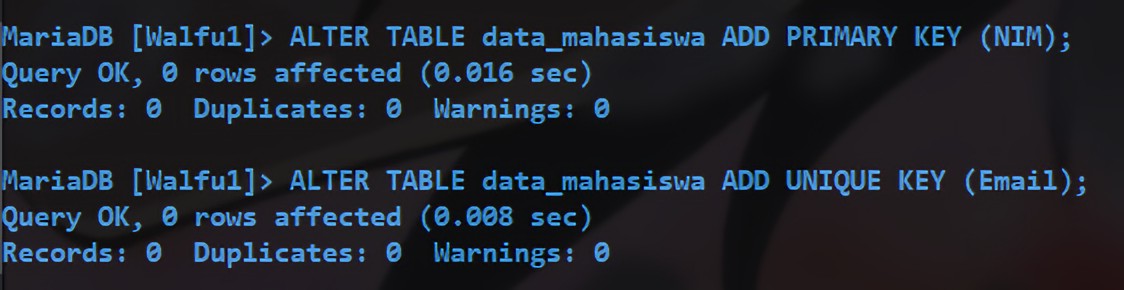 MariaDB [Walfu1]> ALTER TABLE data_mahasiswa ADD PRIMARY KEY (NIM);
Query OK, 0 rows affected (0.016 sec)
Records: 0  Duplicates: 0  Warnings: 0
MariaDB [Walfu1]> ALTER TABLE data_mahasiswa ADD UNIQUE KEY (Email);
Query OK, 0 rows affected (0.008 sec)
Records: 0  Duplicates: 0  Warnings: 0